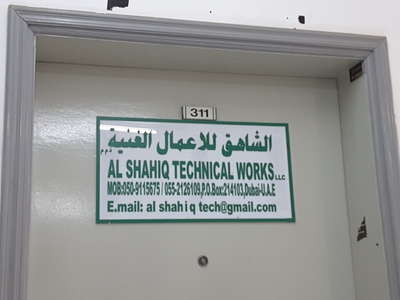 311
الشاهق للأعمال الفنية
ذ.م.م
AL SHAHIQ TECHNICAL WORKS LLC
MOB:050-9115675 / 055-2126109,P.O.Box:214103,Dubai-U.A.E
E.mail: al shahiq tech@gmail.com